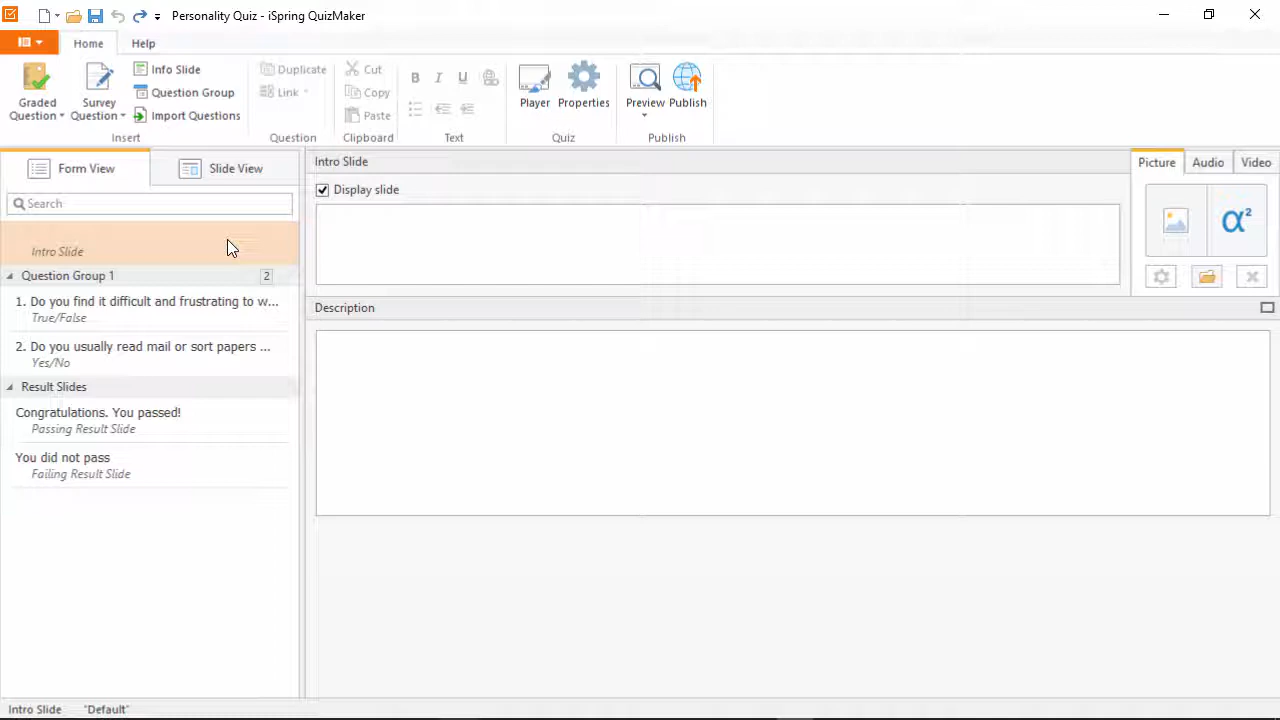 Personality Quiz - iSpring QuizMaker
Home
Help
Graded Question
Survey Question
Info Slide
Question Group
Import Questions
Insert
Duplicate
Link
Question
Cut
Copy
Paste
Clipboard
B I U
Text
Player
Properties
Quiz
Preview
Publish
Publish
Form View
Slide View
Search
Intro Slide
Question Group 1
2
1. Do you find it difficult and frustrating to w...
True/False
2. Do you usually read mail or sort papers ...
Yes/No
Result Slides
Congratulations. You passed!
Passing Result Slide
You did not pass
Failing Result Slide
Intro Slide
Display slide
Description
Picture
Audio
Video
α²
Intro Slide
"Default"